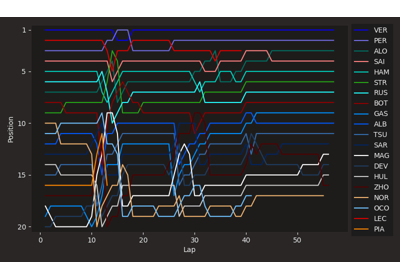 1
5
10
15
20
0
10
20
30
40
50
Position
Lap
VER
PER
ALO
SAI
HAM
STR
RUS
BOT
GAS
ALB
TSU
SAR
MAG
DEV
HUL
ZHO
NOR
OCO
LEC
PIA